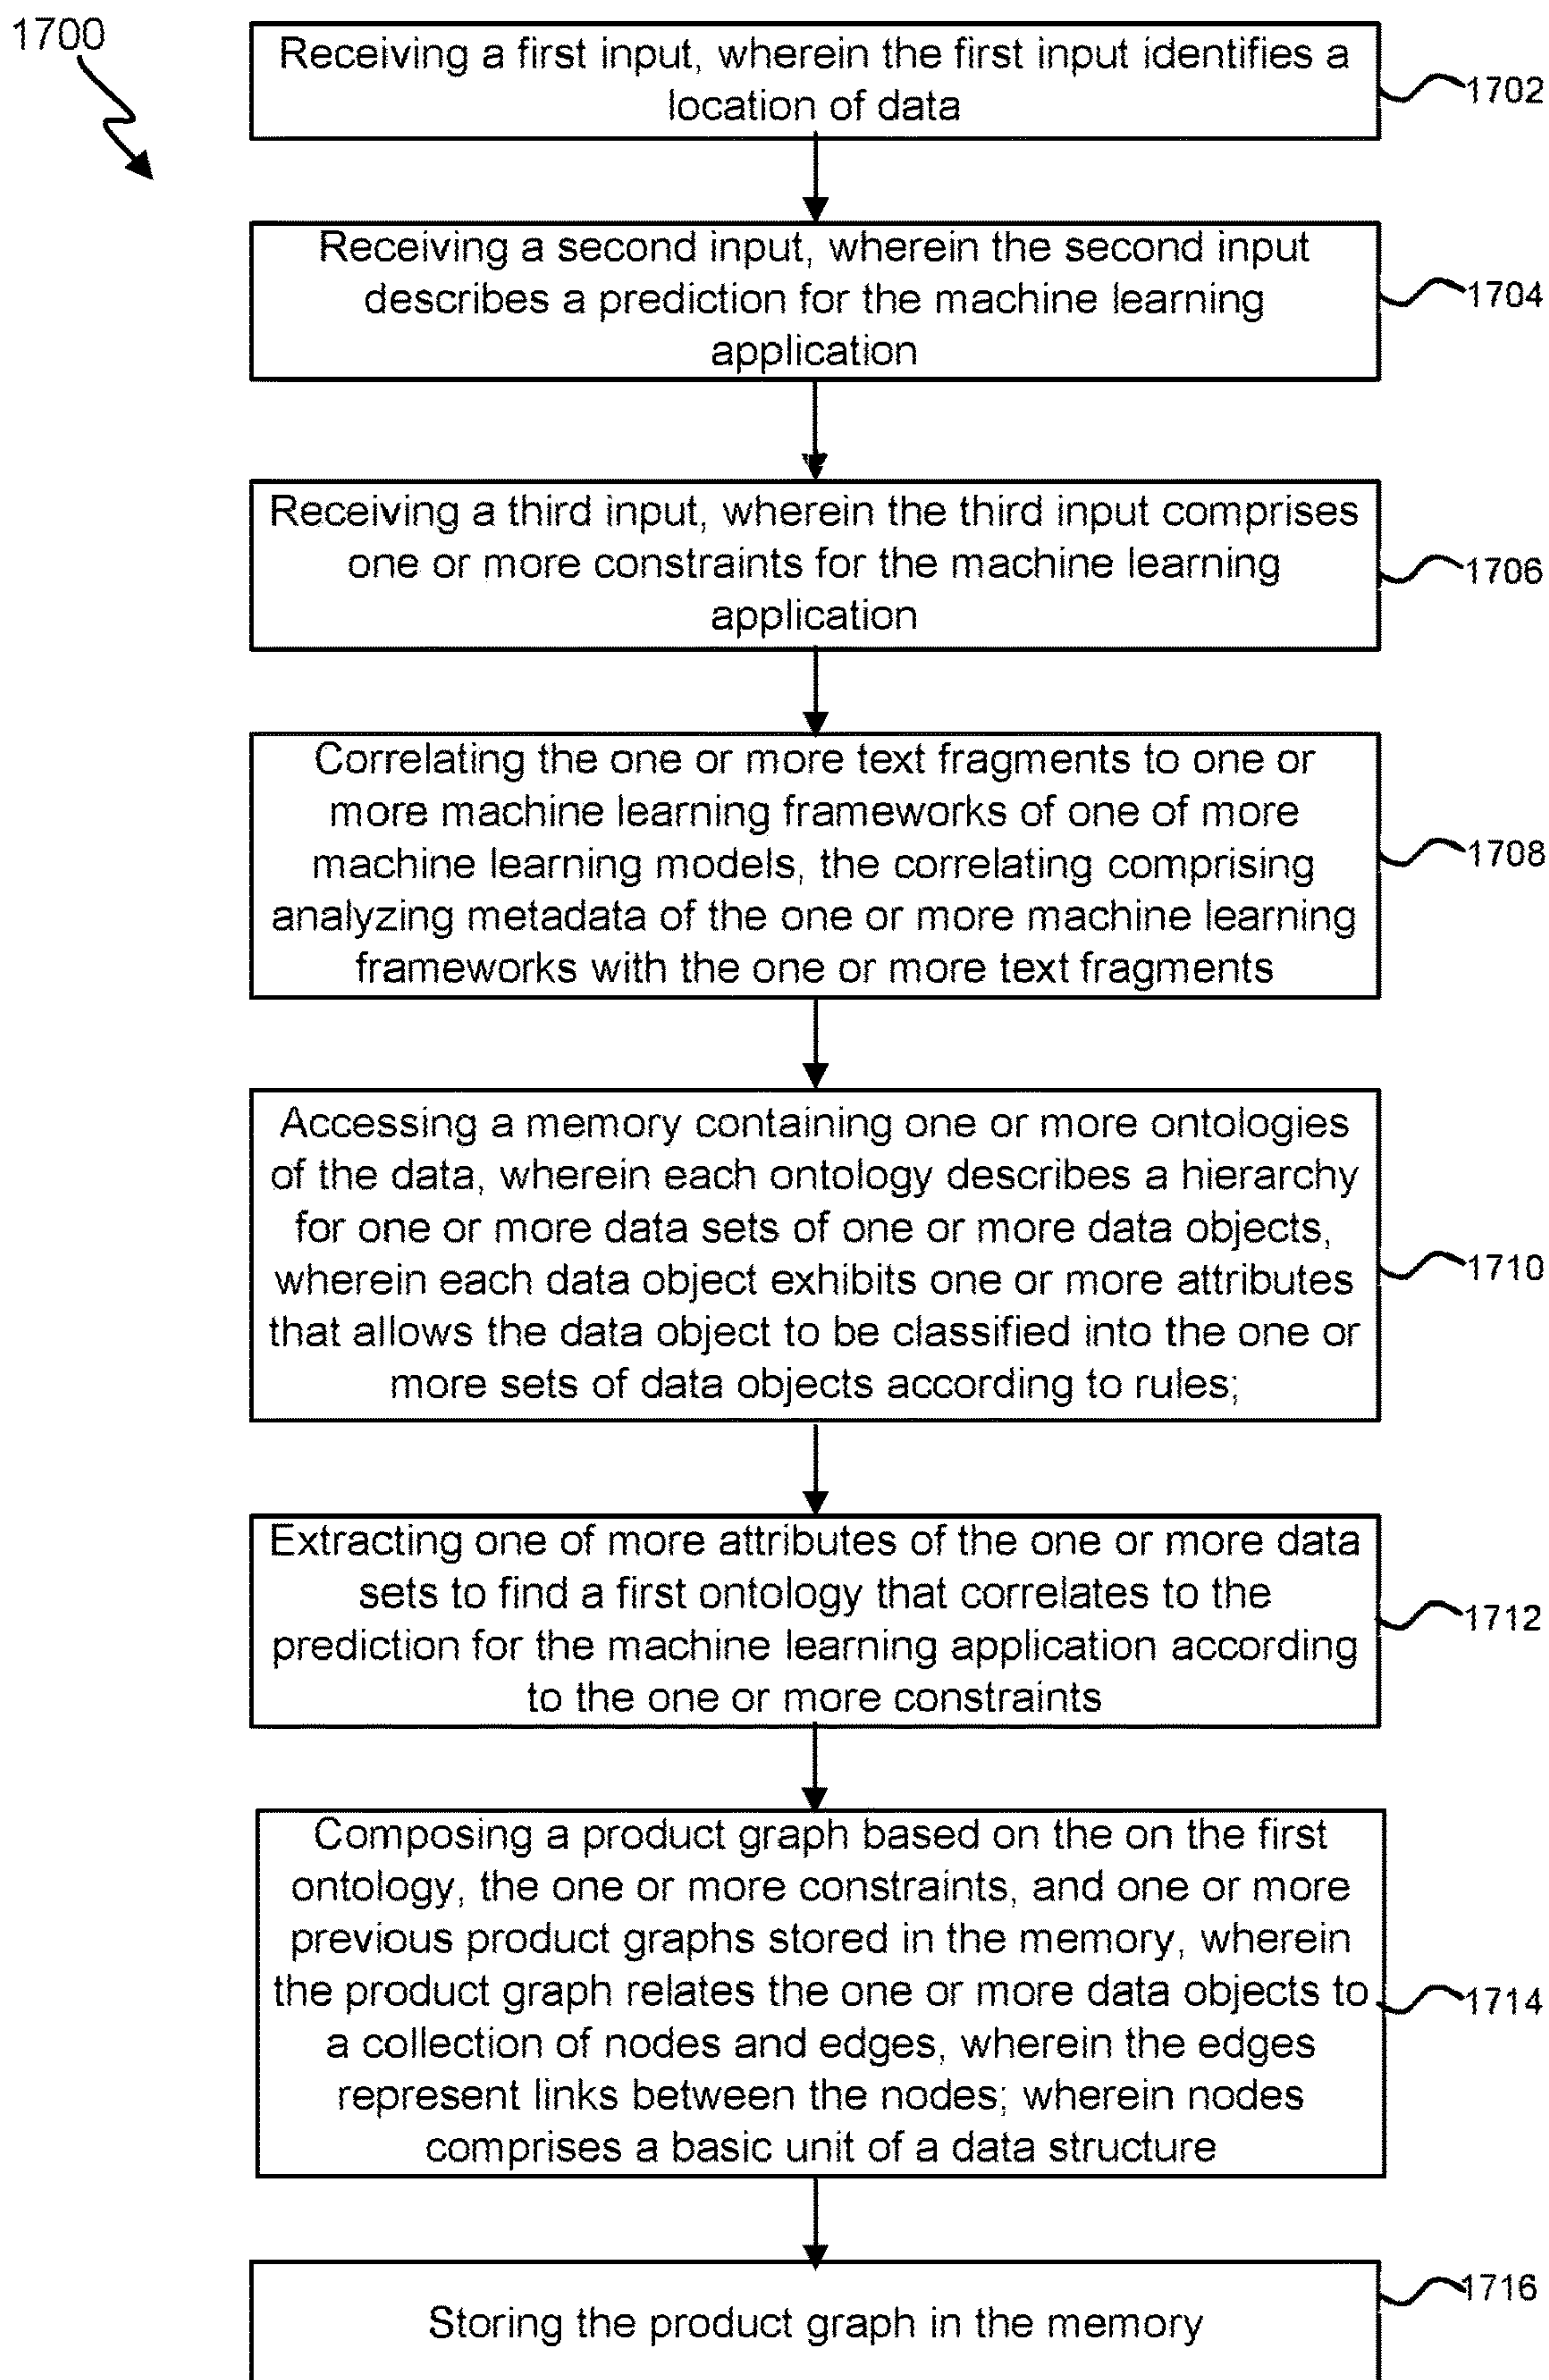 1700
Receiving a first input, wherein the first input identifies a
location of data
1702
Receiving a second input, wherein the second input
describes a prediction for the machine learning
application
1704
Receiving a third input, wherein the third input comprises
one or more constraints for the machine learning
application
1706
Correlating the one or more text fragments to one or
more machine learning frameworks of one of more
machine learning models, the correlating comprising
analyzing metadata of the one or more machine learning
frameworks with the one or more text fragments
1708
Accessing a memory containing one or more ontologies
of the data, wherein each ontology describes a hierarchy
for one or more data sets of one or more data objects,
wherein each data object exhibits one or more attributes
that allows the data object to be classified into the one or
more sets of data objects according to rules;
1710
Extracting one of more attributes of the one or more data
sets to find a first ontology that correlates to the
prediction for the machine learning application according
to the one or more constraints
1712
Composing a product graph based on the on the first
ontology, the one or more constraints, and one or more
previous product graphs stored in the memory, wherein
the product graph relates the one or more data objects to
a collection of nodes and edges, wherein the edges
represent links between the nodes; wherein nodes
comprises a basic unit of a data structure
1714
Storing the product graph in the memory
1716